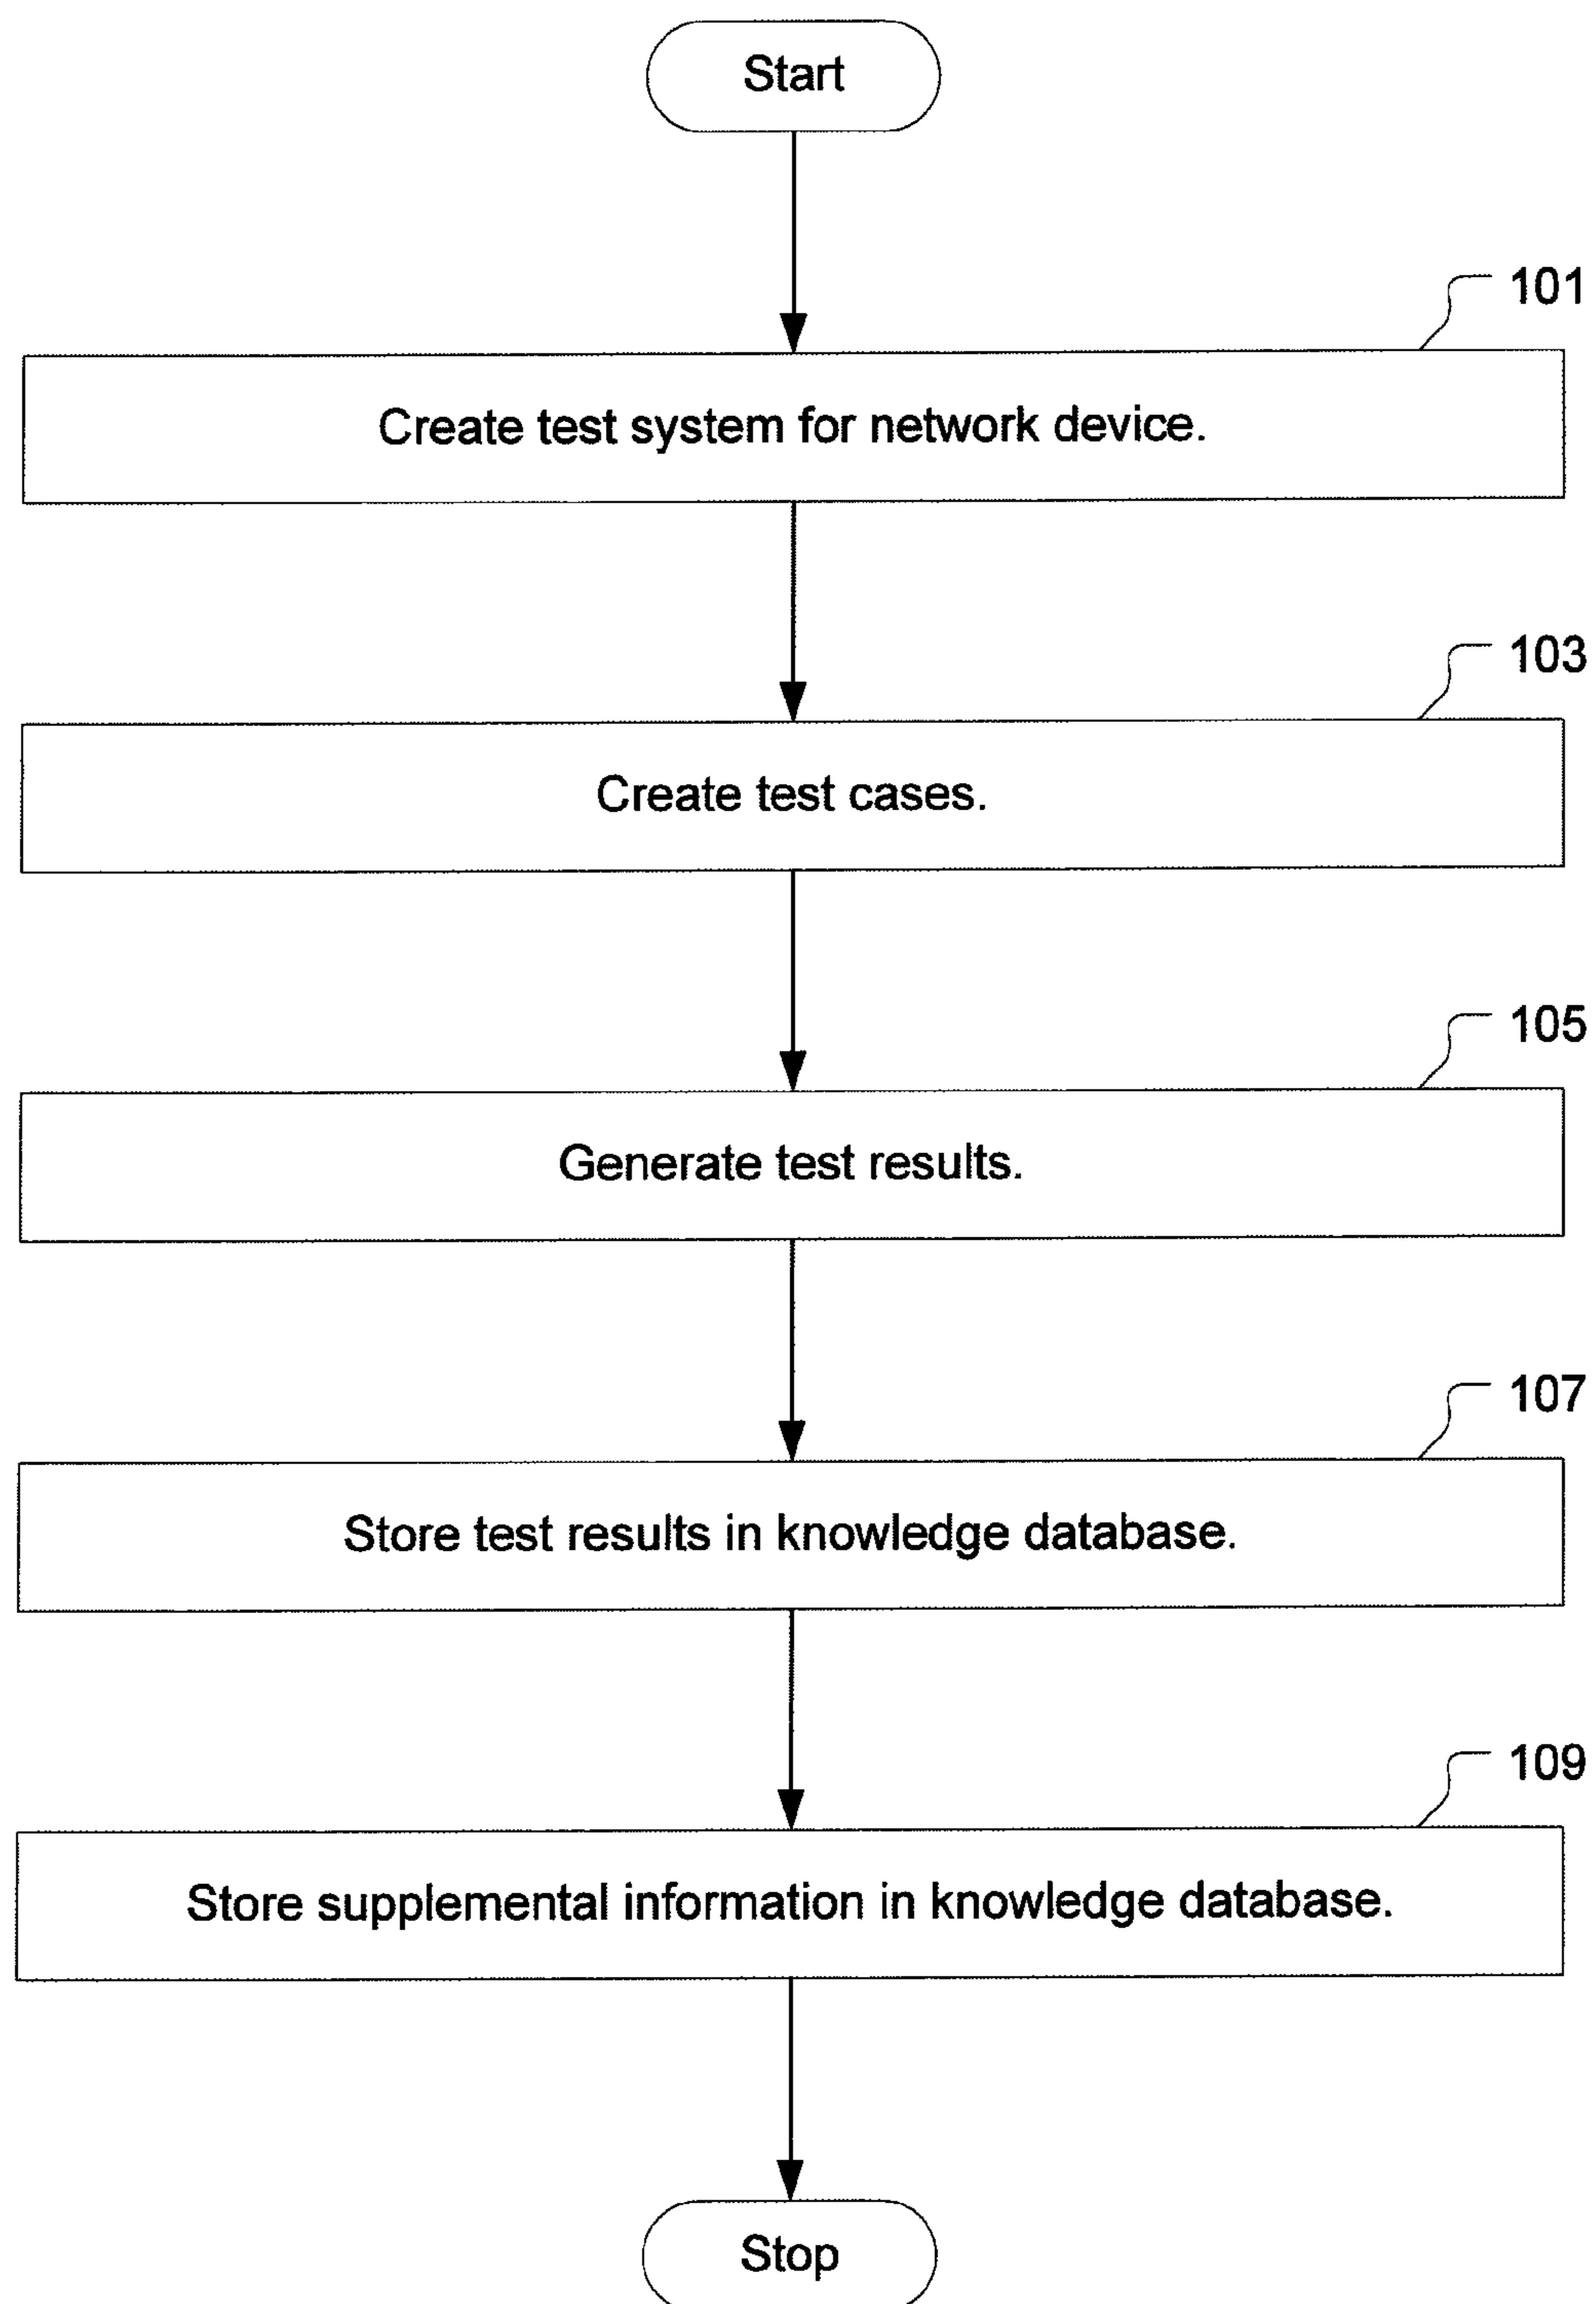 Start
101
Create test system for network device.
103
Create test cases.
105
Generate test results.
107
Store test results in knowledge database.
109
Store supplemental information in knowledge database.
Stop